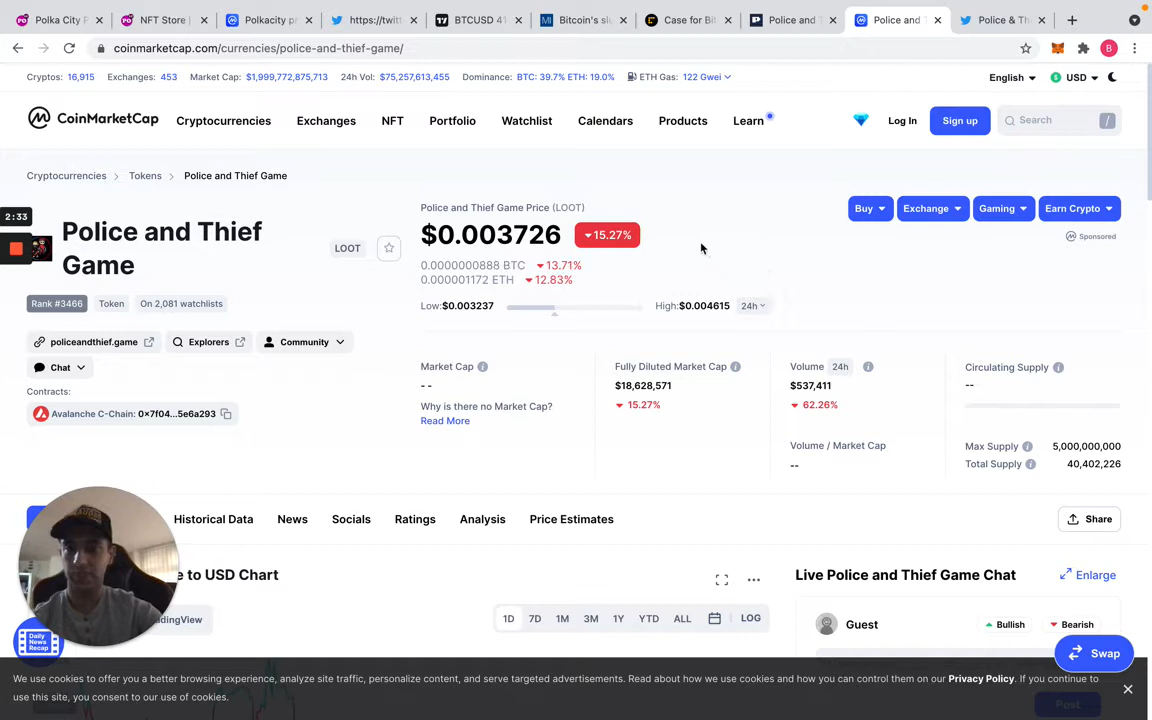 Polka City P
NFT Store |
Polkacity pr
https://twitt
BTCUSD 41
Bitcoin's slu
Case for Bit
Police and T
Police and T
Police & The
coinmarketcap.com/currencies/police-and-thief-game/
B
Cryptos: 16,915 Exchanges: 453 Market Cap: $1,999,772,875,713 24h Vol: $75,257,613,455 Dominance: BTC: 39.7% ETH: 19.0% ETH Gas: 122 Gwei
English USD
CoinMarketCap Cryptocurrencies Exchanges NFT Portfolio Watchlist Calendars Products Learn
Log In Sign up Search /
Cryptocurrencies > Tokens > Police and Thief Game
2:33
Police and Thief Game
LOOT
Rank #3466 Token On 2,081 watchlists
policeandthief.game Explorers Community
Chat
Contracts:
Avalanche C-Chain: 0x7f04...5e6a293
Police and Thief Game Price (LOOT)
$0.003726 15.27%
0.0000000888 BTC 13.71%
0.000001172 ETH 12.83%
Low:$0.003237 High:$0.004615 24h
Buy Exchange Gaming Earn Crypto
Sponsored
Market Cap
- -
Why is there no Market Cap?
Read More
Fully Diluted Market Cap
$18,628,571
15.27%
Volume 24h
$537,411
62.26%
Volume / Market Cap
--
Circulating Supply
--
Max Supply 5,000,000,000
Total Supply 40,402,226
Historical Data News Socials Ratings Analysis Price Estimates
Share
e to USD Chart
adingView
1D 7D 1M 3M 1Y YTD ALL LOG
Live Police and Thief Game Chat Enlarge
Guest Bullish Bearish
Daily
News
Recap
Swap
Post
We use cookies to offer you a better browsing experience, analyze site traffic, personalize content, and serve targeted advertisements. Read about how we use cookies and how you can control them on our Privacy Policy. If you continue to
use this site, you consent to our use of cookies.